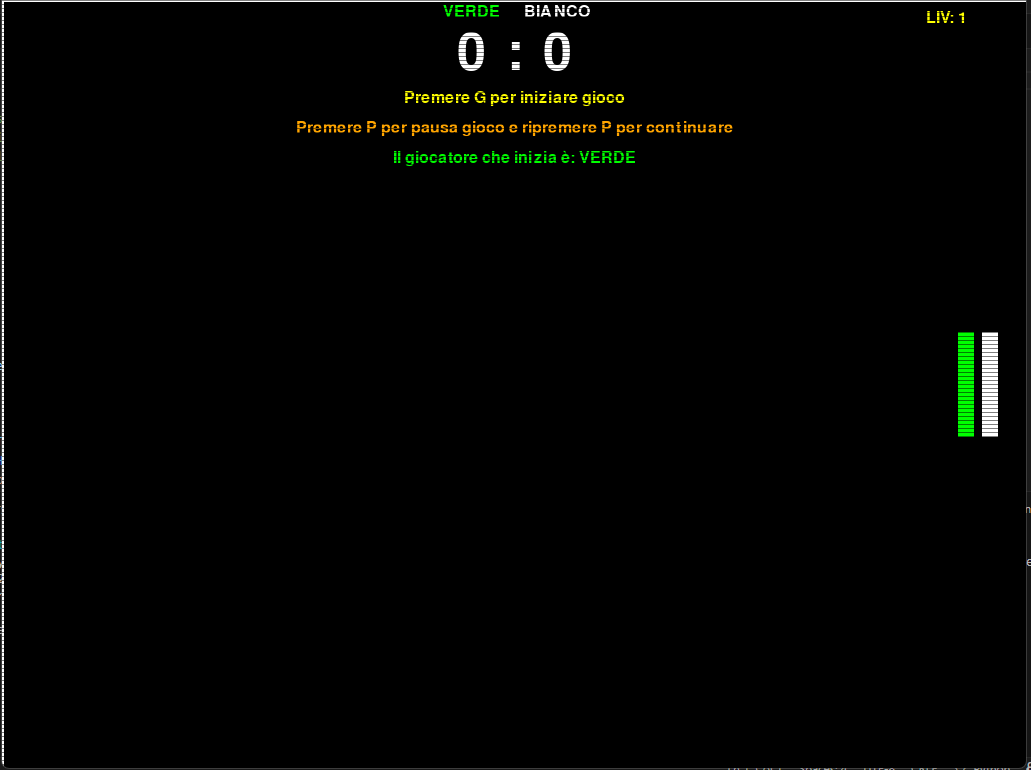 VERDE BIANCO
LIV: 1
0 : 0
Premere G per iniziare gioco
Premere P per pausa gioco e ripremere P per continuare
Il giocatore che inizia è: VERDE